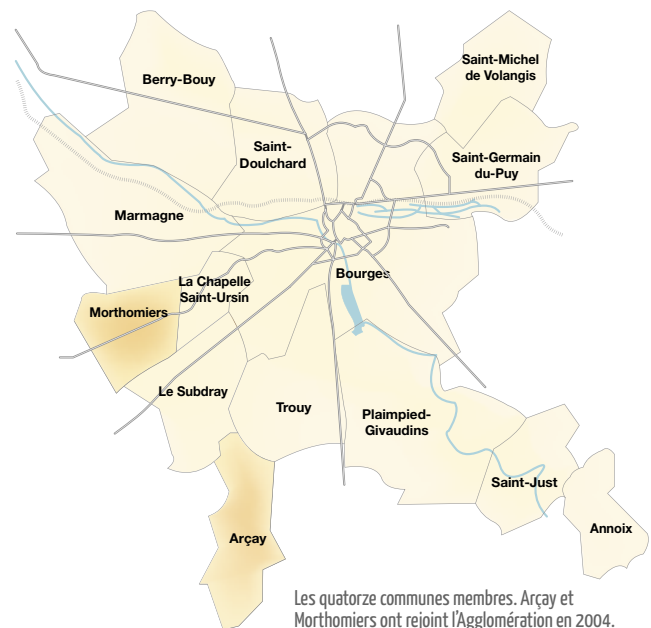 Saint-Michel
de Volangis
Berry-Bouy
Saint-
Doulchard
Saint-Germain
du-Puy
Marmagne
Bourges
La Chapelle
Saint-Ursin
Morthomiers
Le Subdray
Trouy
Plaimpied-
Givaudins
Saint-Just
Annoix
Arçay
Les quatorze communes membres. Arçay et
Morthomiers ont rejoint l'Agglomération en 2004.